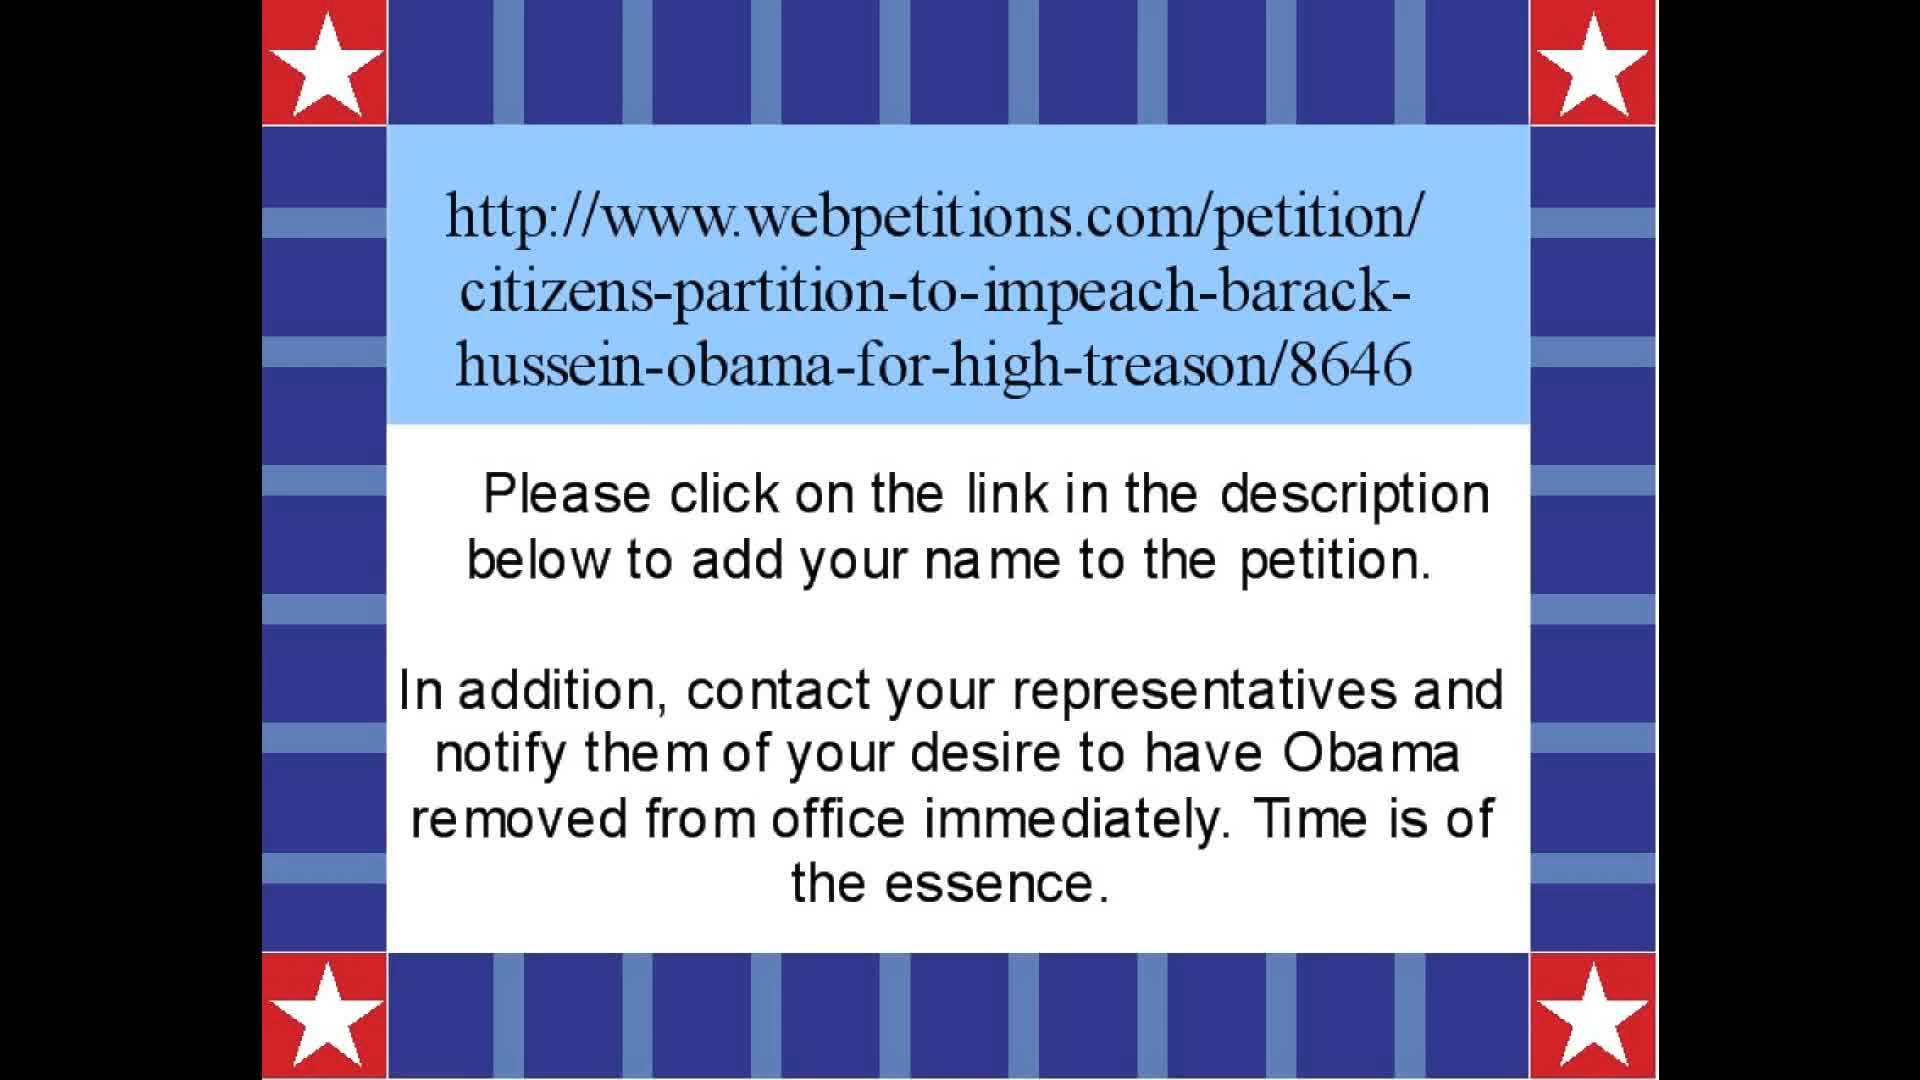 http://www.webpetitions.com/petition/
citizens-partition-to-impeach-barack-
hussein-obama-for-high-treason/8646
Please click on the link in the description
below to add your name to the petition.
In addition, contact your representatives and
notify them of your desire to have Obama
removed from office immediately. Time is of
the essence.